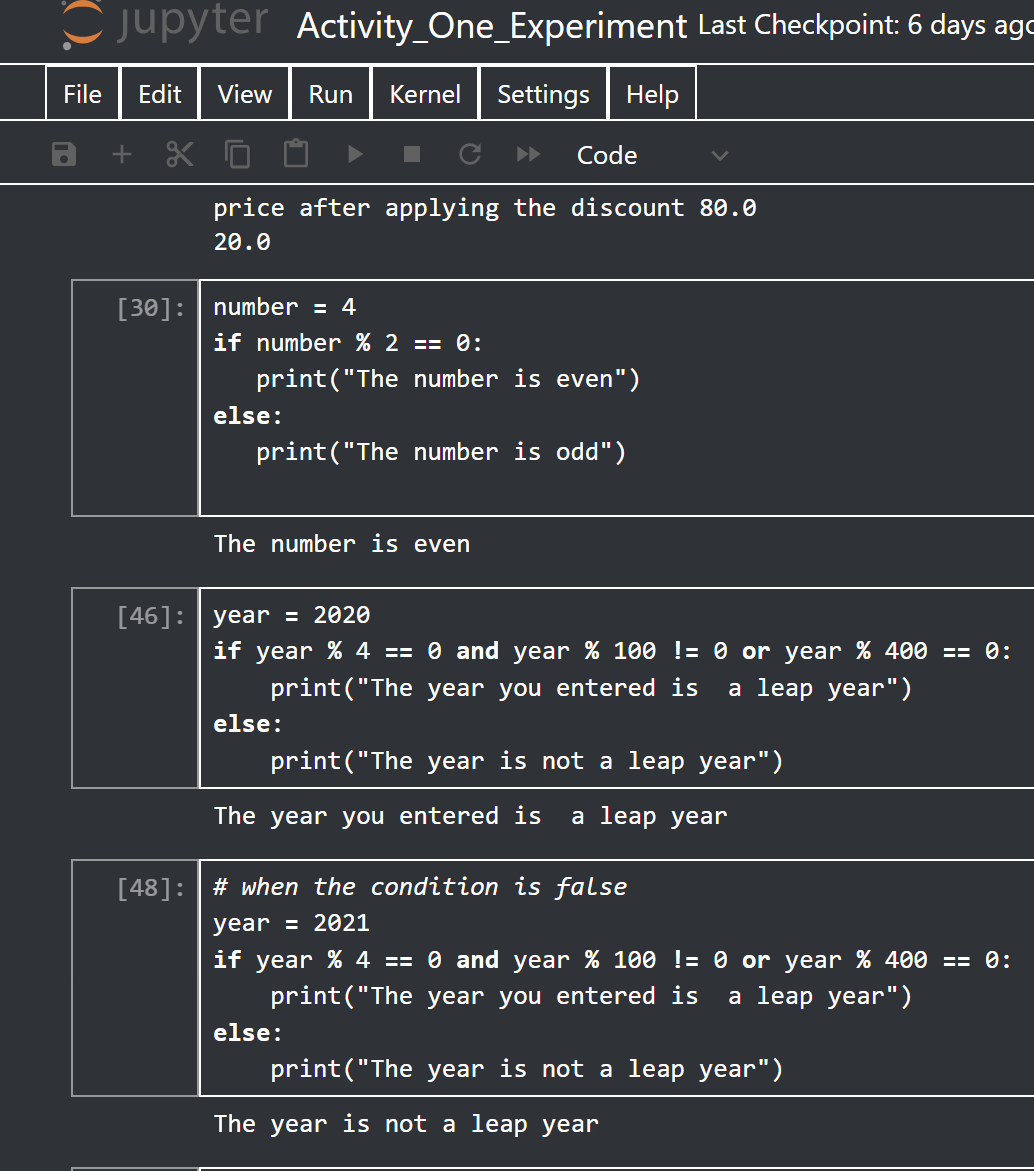 jupyter Activity_One_Experiment Last Checkpoint: 6 days ago
File Edit View Run Kernel Settings Help
Code
price after applying the discount 80.0
20.0
[30]: number = 4
if number % 2 == 0:
   print("The number is even")
else:
   print("The number is odd")
The number is even
[46]: year = 2020
if year % 4 == 0 and year % 100 != 0 or year % 400 == 0:
    print("The year you entered is  a leap year")
else:
    print("The year is not a leap year")
The year you entered is  a leap year
[48]: # when the condition is false
year = 2021
if year % 4 == 0 and year % 100 != 0 or year % 400 == 0:
    print("The year you entered is  a leap year")
else:
    print("The year is not a leap year")
The year is not a leap year